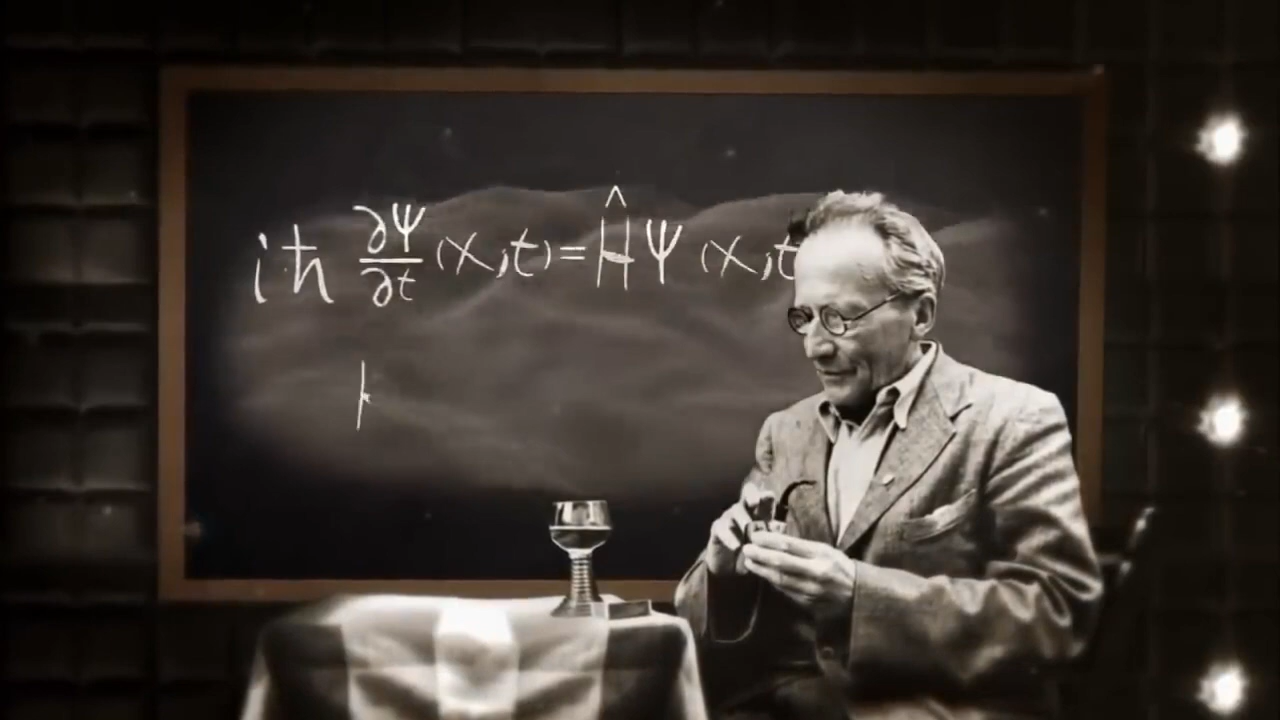 iħ ∂Ψ/∂t (x,t) = ĤΨ (x,t